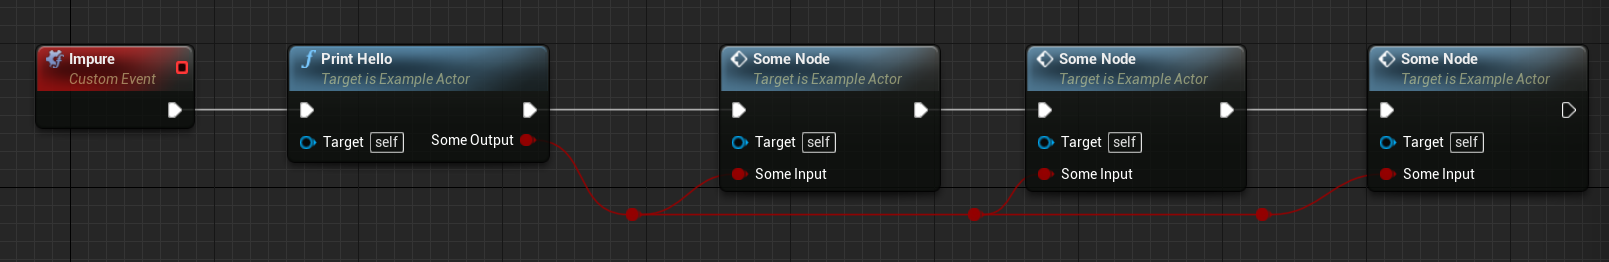 Impure
Custom Event
Print Hello
Target is Example Actor
Target self
Some Output
Some Node
Target is Example Actor
Target self
Some Input
Some Node
Target is Example Actor
Target self
Some Input
Some Node
Target is Example Actor
Target self
Some Input